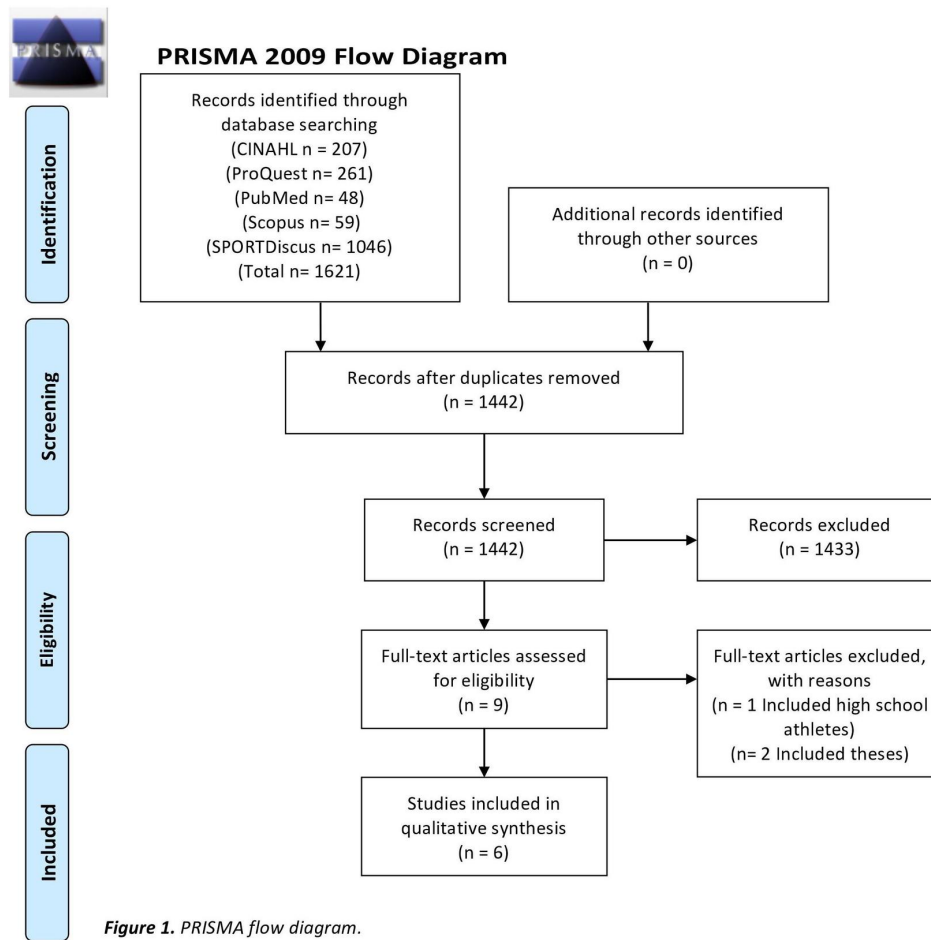 PRISMA
PRISMA 2009 Flow Diagram
Identification
Records identified through
database searching
(CINAHL n = 207)
(ProQuest n= 261)
(PubMed n= 48)
(Scopus n= 59)
(SPORTDiscus n= 1046)
(Total n= 1621)
Additional records identified
through other sources
(n = 0)
Screening
Records after duplicates removed
(n = 1442)
Records screened
(n = 1442)
Records excluded
(n = 1433)
Eligibility
Full-text articles assessed
for eligibility
(n = 9)
Full-text articles excluded,
with reasons
(n = 1 Included high school
athletes)
(n= 2 Included theses)
Included
Studies included in
qualitative synthesis
(n = 6)
Figure 1. PRISMA flow diagram.